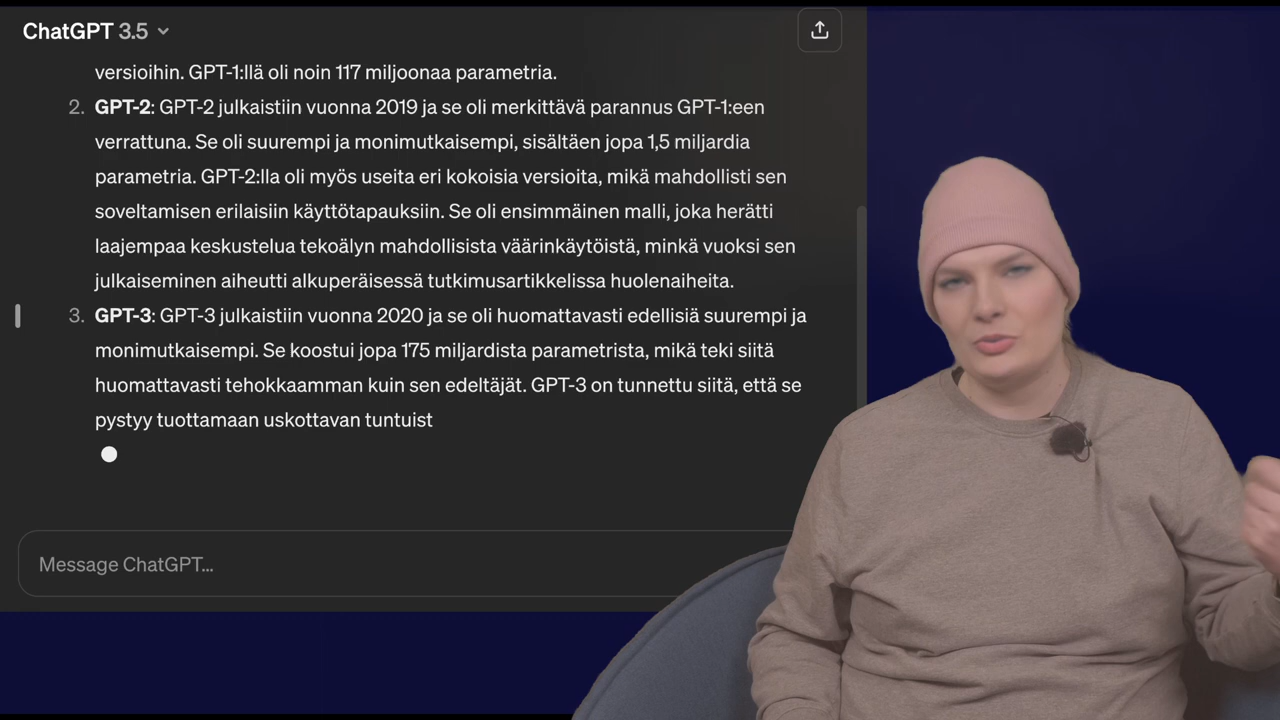 ChatGPT 3.5
versioihin. GPT-1:llä oli noin 117 miljoonaa parametria.
2. GPT-2: GPT-2 julkaistiin vuonna 2019 ja se oli merkittävä parannus GPT-1:een
verrattuna. Se oli suurempi ja monimutkaisempi, sisältäen jopa 1,5 miljardia
parametria. GPT-2:lla oli myös useita eri kokoisia versioita, mikä mahdollisti sen
soveltamisen erilaisiin käyttötapauksiin. Se oli ensimmäinen malli, joka herätti
laajempaa keskustelua tekoälyn mahdollisista väärinkäytöistä, minkä vuoksi sen
julkaiseminen aiheutti alkuperäisessä tutkimusartikkelissa huolenaiheita.
3. GPT-3: GPT-3 julkaistiin vuonna 2020 ja se oli huomattavasti edellisiä suurempi ja
monimutkaisempi. Se koostui jopa 175 miljardista parametrista, mikä teki siitä
huomattavasti tehokkaamman kuin sen edeltäjät. GPT-3 on tunnettu siitä, että se
pystyy tuottamaan uskottavan tuntuist
Message ChatGPT...